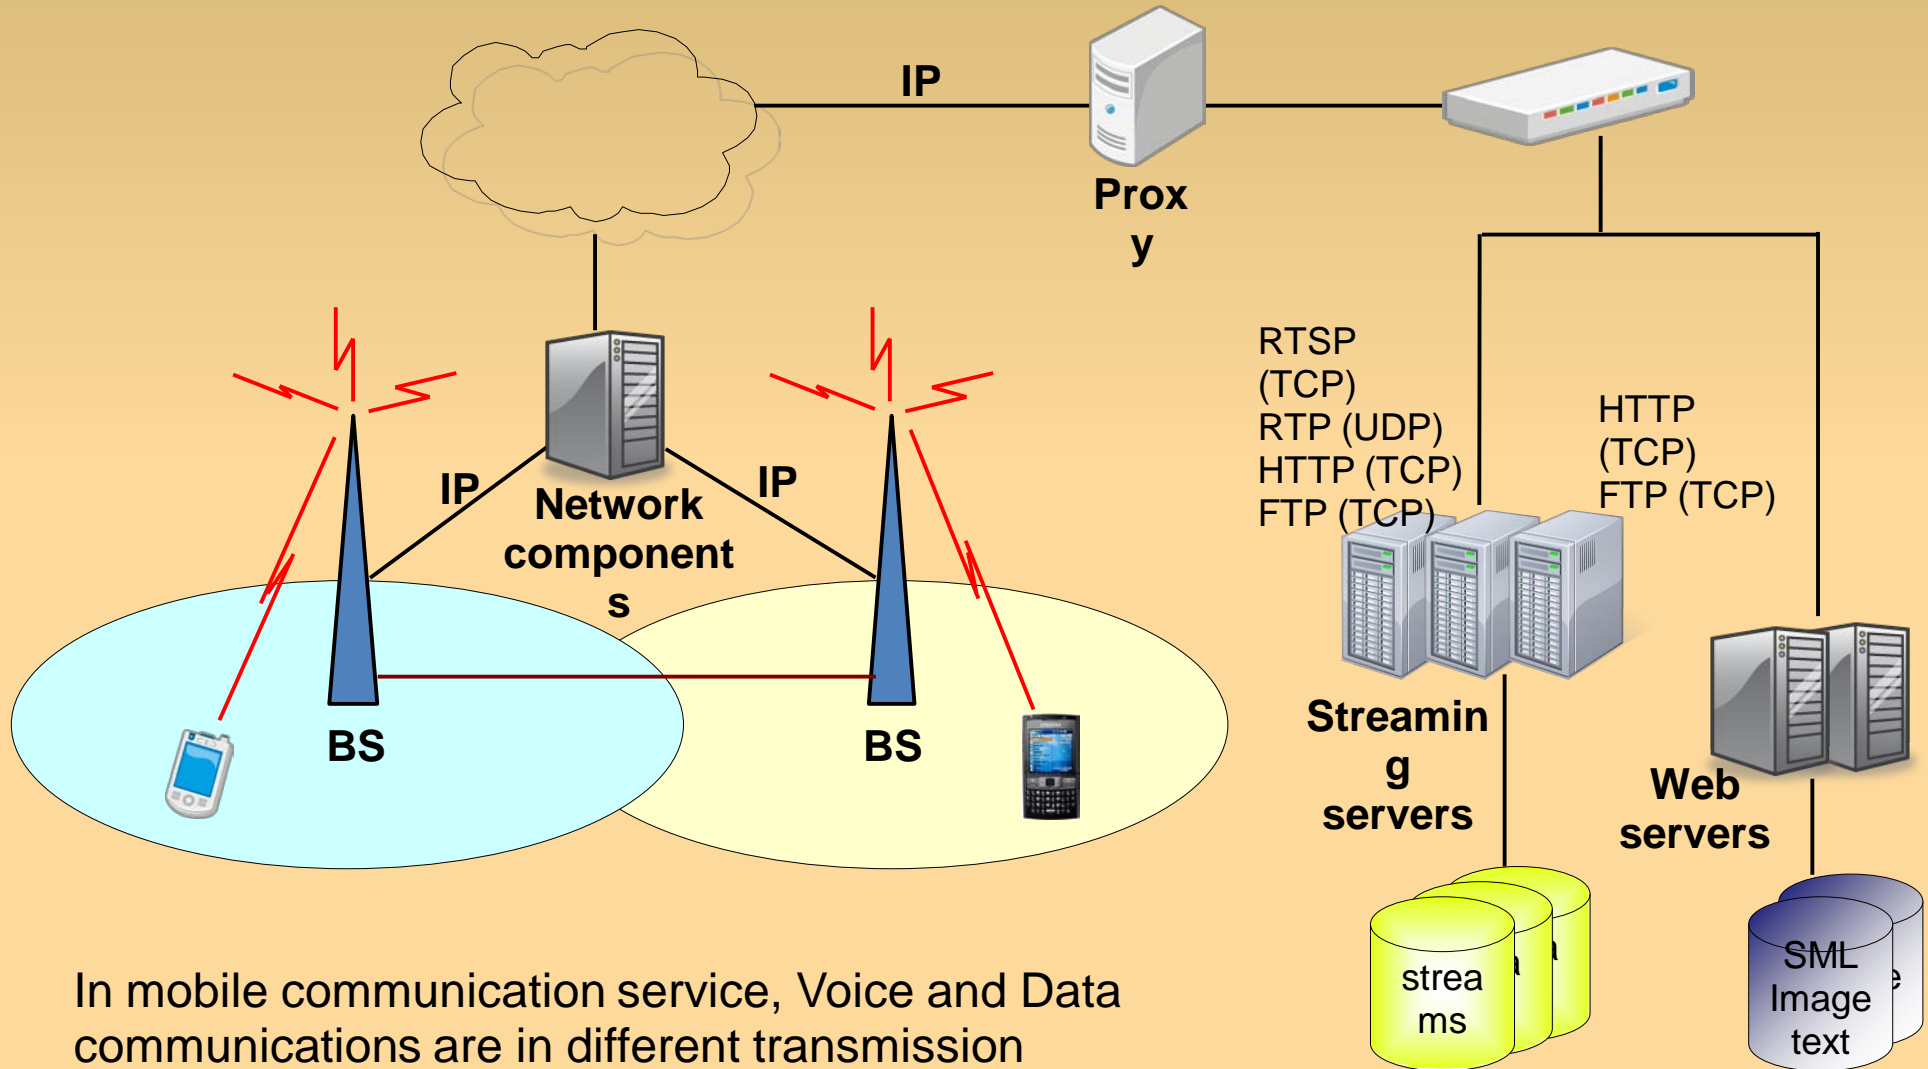 IP
Prox
y
RTSP
(TCP)
RTP (UDP)
HTTP (TCP)
FTP (TCP)
HTTP
(TCP)
FTP (TCP)
IP
IP
Network
component
s
BS
BS
Streamin
g
servers
Web
servers
strea
ms
a
a
SML
Image
text
e
In mobile communication service, Voice and Data
communications are in different transmission